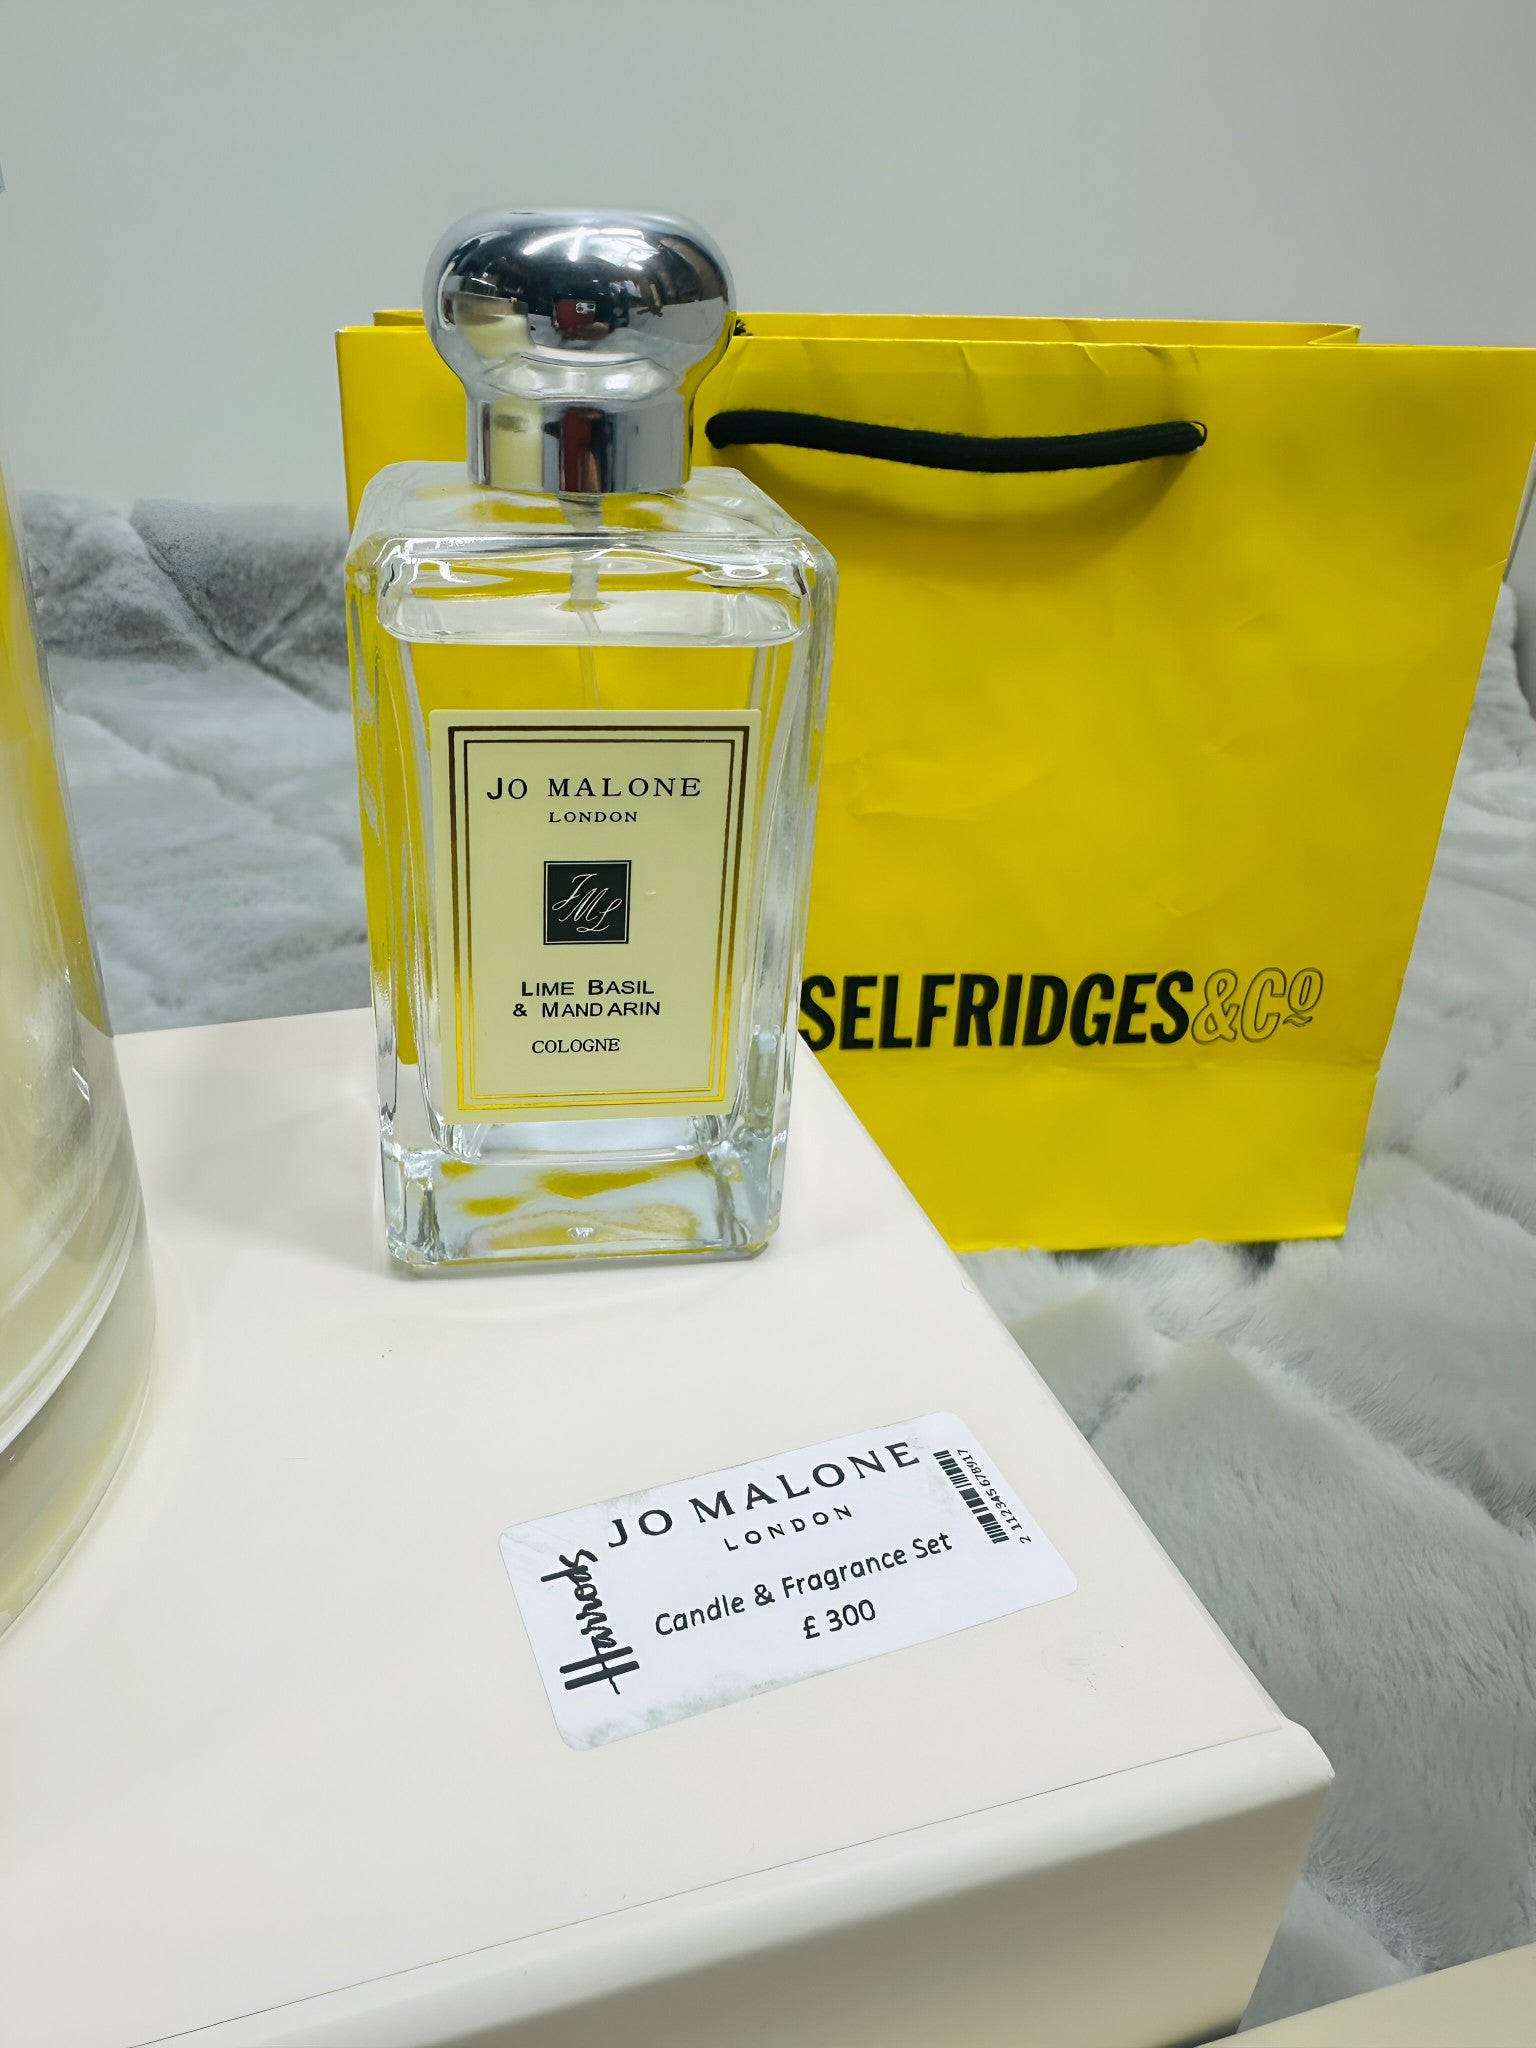 JO MALONE
LONDON
JML
LIME BASIL
& MANDARIN
COLOGNE
SELFRIDGES&Cº
JO MALONE
LONDON
Candle & Fragrance Set
£ 300
Harrods
2 112345 678917